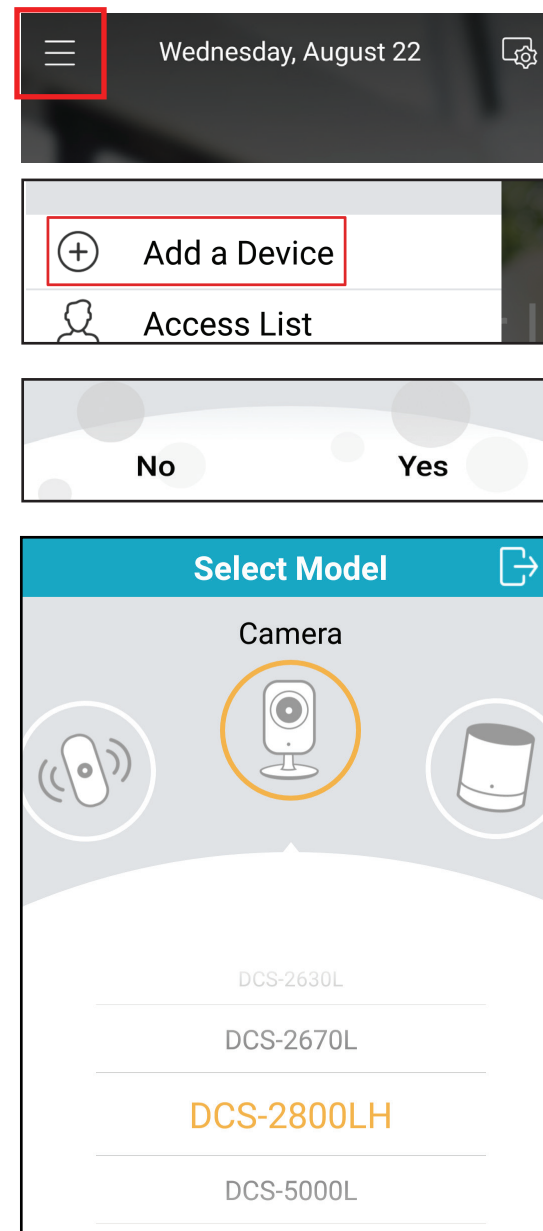 Wednesday, August 22
Add a Device
Access List
No Yes
Select Model
Camera
DCS-2630L
DCS-2670L
DCS-2800LH
DCS-5000L